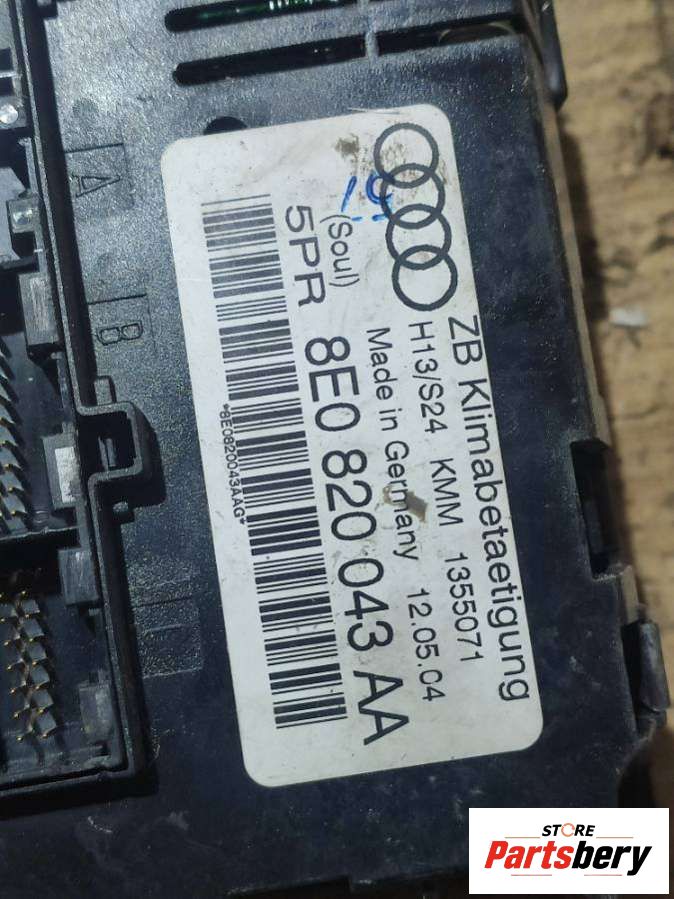 ZB Klimabetaetigung
H13/S24 KMM 1355071
Made in Germany 12.05.04
(Soul)
5PR 8E0 820 043 AA
*8E0820043AAG*
A
B
STORE
Partsbery